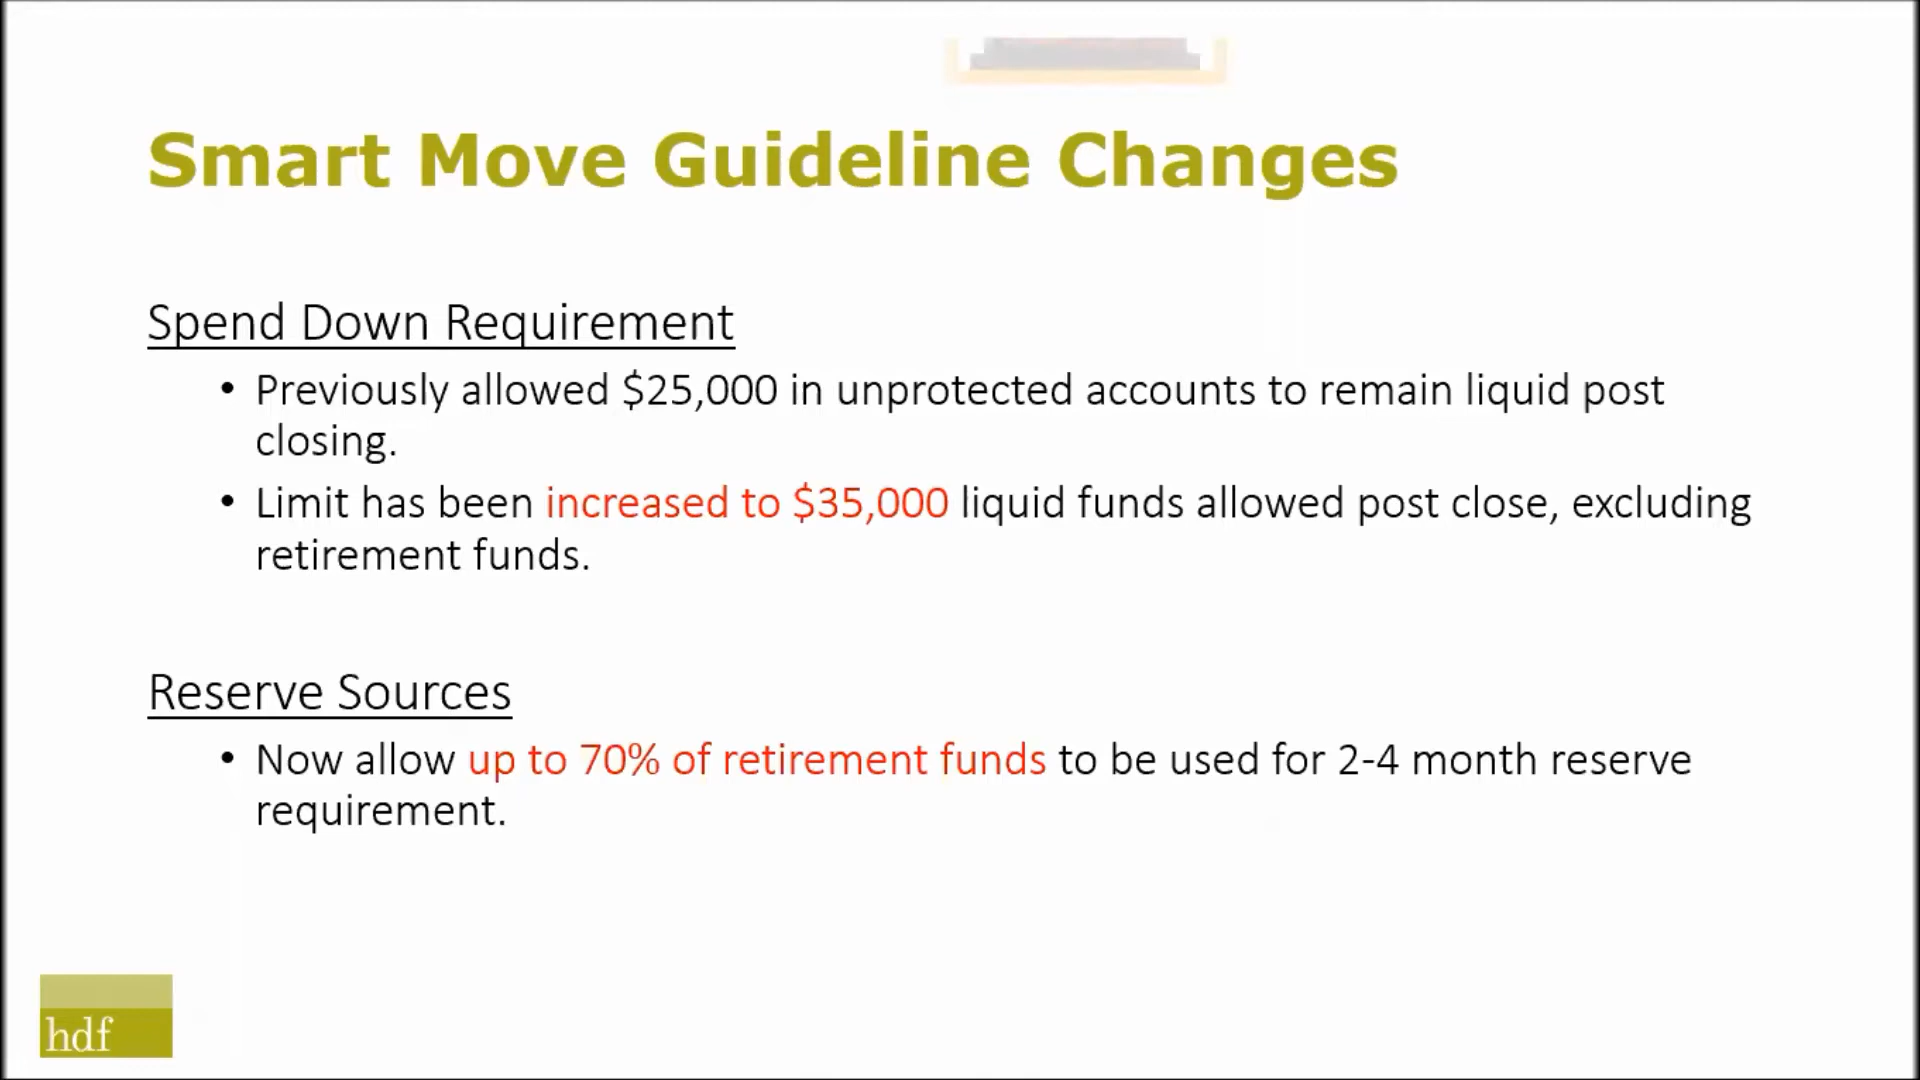 Smart Move Guideline Changes
Spend Down Requirement
• Previously allowed $25,000 in unprotected accounts to remain liquid post
closing.
• Limit has been increased to $35,000 liquid funds allowed post close, excluding
retirement funds.
Reserve Sources
• Now allow up to 70% of retirement funds to be used for 2-4 month reserve
requirement.
hdf